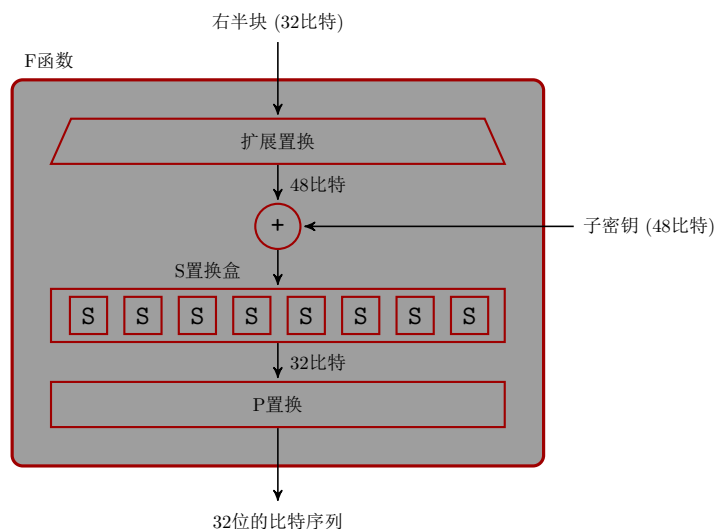 右半块 (32比特)
F函数
扩展置换
48比特
+
子密钥 (48比特)
S置换盒
S S S S S S S S
32比特
P置换
32位的比特序列